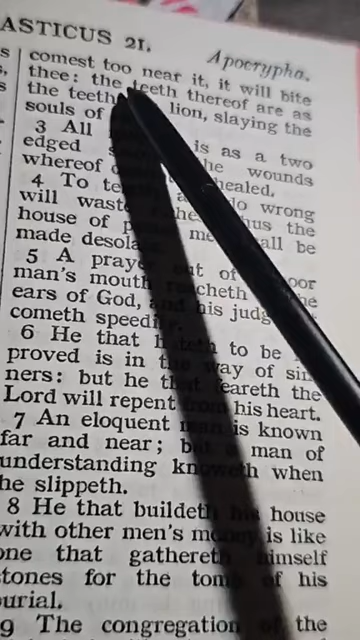 ASTICUS 21.
Apocrypha.
comest too near it, it will bite
thee: the teeth thereof are as
the teeth lion, slaying the
souls of
3 All is as a two
edged the wounds
whereof healed.
4 To wrong
will waste thus the
house of shall be
made desola
5 A prayer out of poor
man's mouth reacheth the
ears of God, and his judg
cometh speedily.
6 He that hateth to be
proved is in the way of sin
ners: but he that feareth the
Lord will repent from his heart.
7 An eloquent man is known
far and near; but a man of
understanding knoweth when
he slippeth.
8 He that buildeth his house
with other men's money is like
one that gathereth himself
stones for the tomb of his
burial.
9 The congregation of the